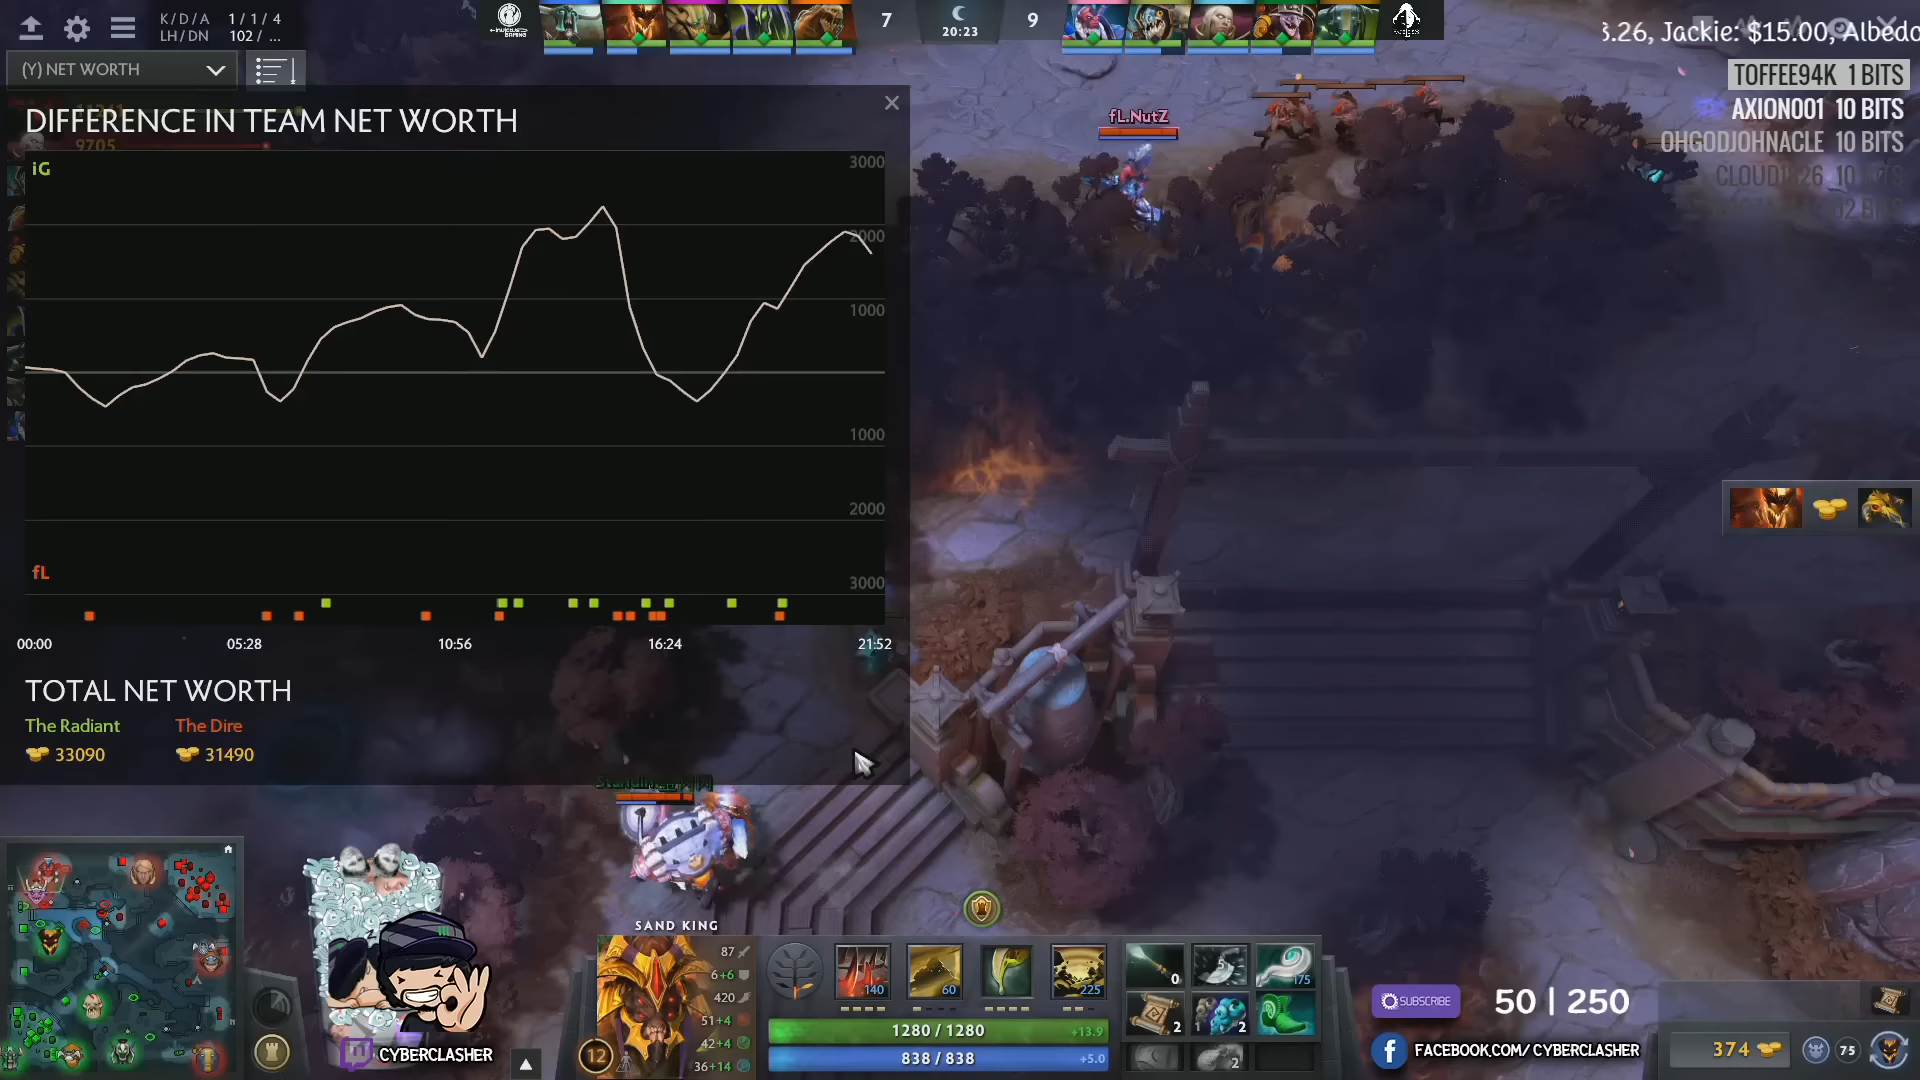 K / D / A 1 / 1 / 4
LH / DN 102 / ...
INVICTUS GAMING
7
20:23
9
3.26, Jackie: $15.00, Albedo
(Y) NET WORTH
TOFFEE94K 1 BITS
AXION001 10 BITS
OHGODJOHNACLE 10 BITS
9705
DIFFERENCE IN TEAM NET WORTH
fL.NutZ
iG
3000
2000
1000
1000
2000
3000
fL
00:00
05:28
10:56
16:24
21:52
TOTAL NET WORTH
The Radiant
The Dire
33090
31490
SAND KING
87
6+6
420
51+4
42+4
36+14
12
140
60
225
0
5
175
2
1
2
2
1280 / 1280
+13.9
838 / 838
+5.0
CYBERCLASHER
SUBSCRIBE
50 | 250
FACEBOOK.COM/ CYBERCLASHER
374
75